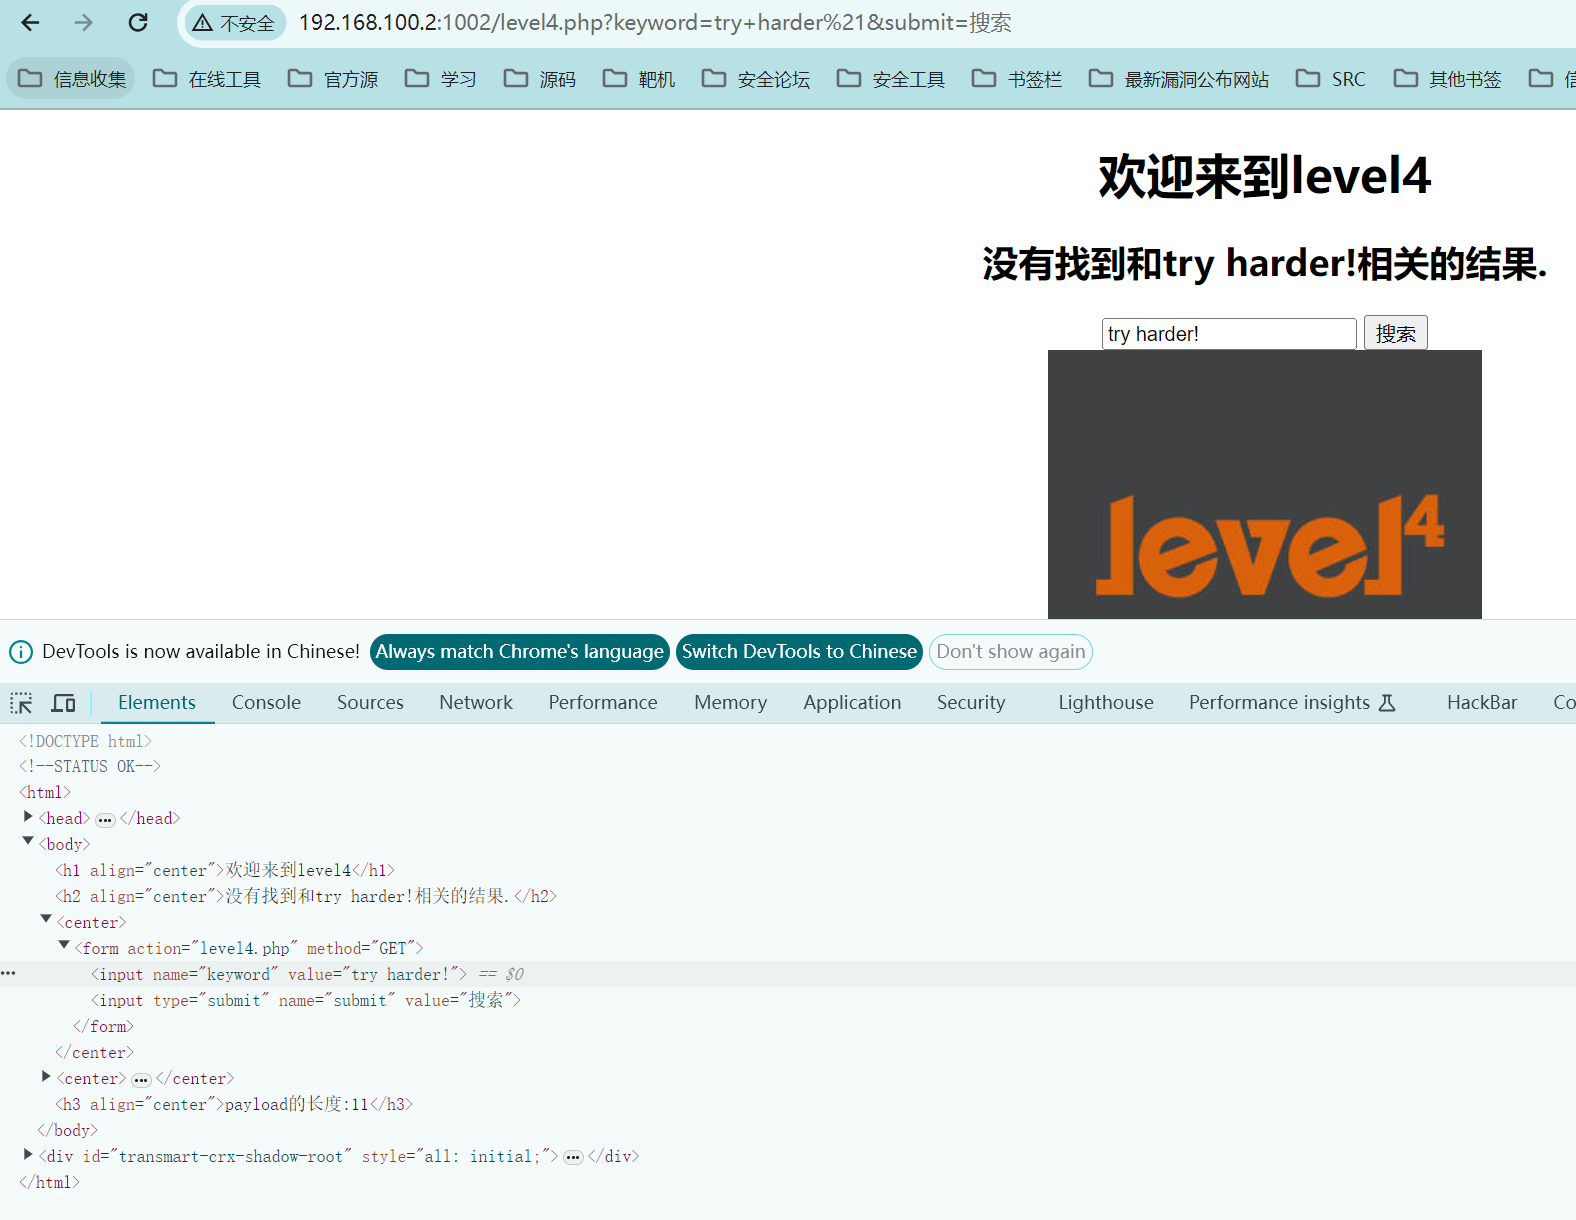 不安全 192.168.100.2:1002/level4.php?keyword=try+harder%21&submit=搜索
信息收集 在线工具 官方源 学习 源码 靶机 安全论坛 安全工具 书签栏 最新漏洞公布网站 SRC 其他书签
欢迎来到level4
没有找到和try harder!相关的结果.
try harder! 搜索
level4
DevTools is now available in Chinese! Always match Chrome's language Switch DevTools to Chinese Don't show again
Elements Console Sources Network Performance Memory Application Security Lighthouse Performance insights HackBar Co
<!DOCTYPE html>
<!--STATUS OK-->
<html>
<head> ••• </head>
<body>
<h1 align="center">欢迎来到level4</h1>
<h2 align="center">没有找到和try harder!相关的结果.</h2>
<center>
<form action="level4.php" method="GET">
<input name="keyword" value="try harder!"> == $0
<input type="submit" name="submit" value="搜索">
</form>
</center>
<center> ••• </center>
<h3 align="center">payload的长度:11</h3>
</body>
<div id="transmart-crx-shadow-root" style="all: initial;"> ••• </div>
</html>